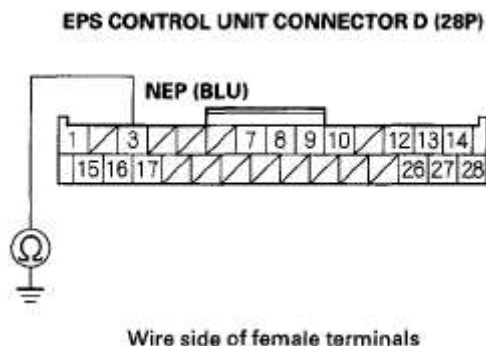 EPS CONTROL UNIT CONNECTOR D (28P)
NEP (BLU)
1 3 7 8 9 10 12 13 14
15 16 17 26 27 28
Ω
Wire side of female terminals